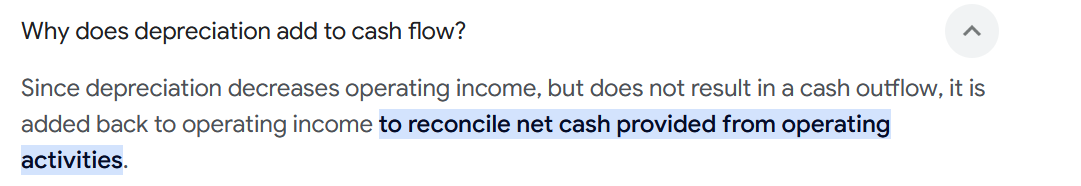 Why does depreciation add to cash flow?
Since depreciation decreases operating income, but does not result in a cash outflow, it is
added back to operating income to reconcile net cash provided from operating
activities.